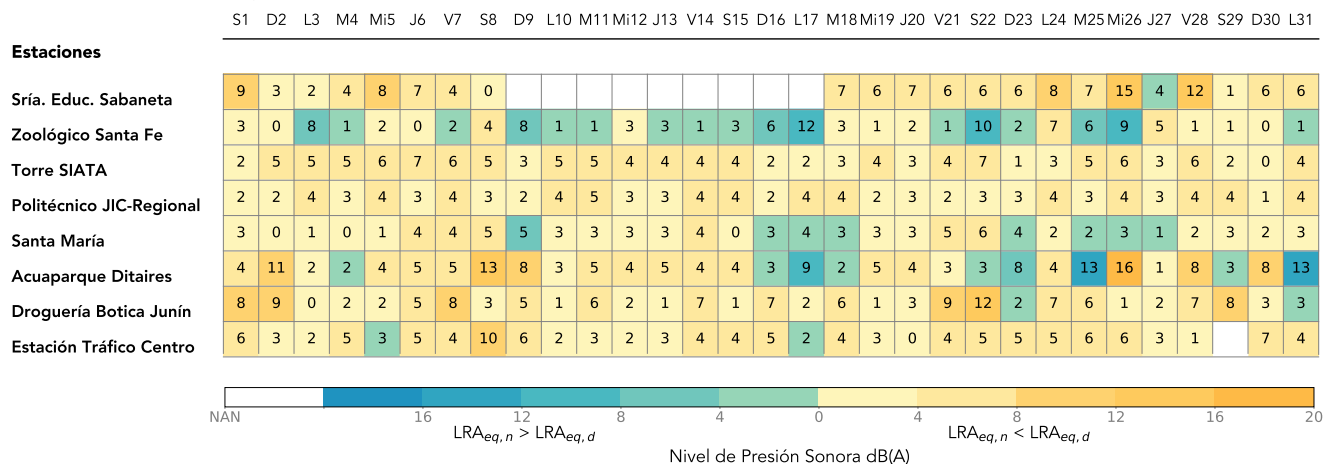 S1 D2 L3 M4 Mi5 J6 V7 S8 D9 L10 M11 Mi12 J13 V14 S15 D16 L17 M18 Mi19 J20 V21 S22 D23 L24 M25 Mi26 J27 V28 S29 D30 L31
Estaciones
Sría. Educ. Sabaneta 9 3 2 4 8 7 4 0 7 6 7 6 6 6 8 7 15 4 12 1 6 6
Zoológico Santa Fe 3 0 8 1 2 0 2 4 8 1 1 3 3 1 3 6 12 3 1 2 1 10 2 7 6 9 5 1 1 0 1
Torre SIATA 2 5 5 5 6 7 6 5 3 5 5 4 4 4 4 2 2 3 4 3 4 7 1 3 5 6 3 6 2 0 4
Politécnico JIC-Regional 2 2 4 3 4 3 4 3 2 4 5 3 3 4 4 2 4 4 2 3 2 3 3 4 3 4 3 4 4 1 4
Santa María 3 0 1 0 1 4 4 5 5 3 3 3 3 4 0 3 4 3 3 3 5 6 4 2 2 3 1 2 3 2 3
Acuaparque Ditaires 4 11 2 2 4 5 5 13 8 3 5 4 5 4 4 3 9 2 5 4 3 3 8 4 13 16 1 8 3 8 13
Droguería Botica Junín 8 9 0 2 2 5 8 3 5 1 6 2 1 7 1 7 2 6 1 3 9 12 2 7 6 1 2 7 8 3 3
Estación Tráfico Centro 6 3 2 5 3 5 4 10 6 2 3 2 3 4 4 5 2 4 3 0 4 5 5 5 6 6 3 1 7 4
NAN 16 12 8 4 0 4 8 12 16 20
LRAeq, n > LRAeq, d LRAeq, n < LRAeq, d
Nivel de Presión Sonora dB(A)